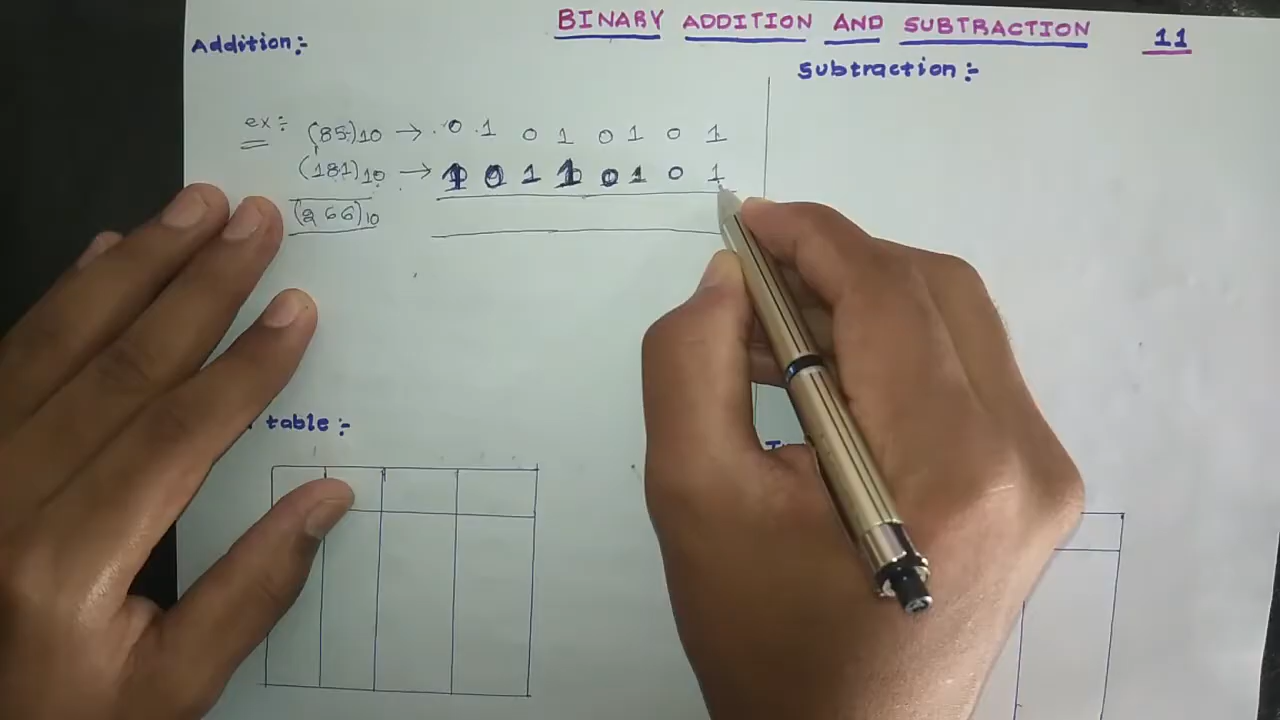 BINARY ADDITION AND SUBTRACTION 11
Addition:-
Subtraction:-
ex:
(85)10 → 0 1 0 1 0 1 0 1
(181)10 → 1 0 1 1 0 1 0 1
(266)10
table:-